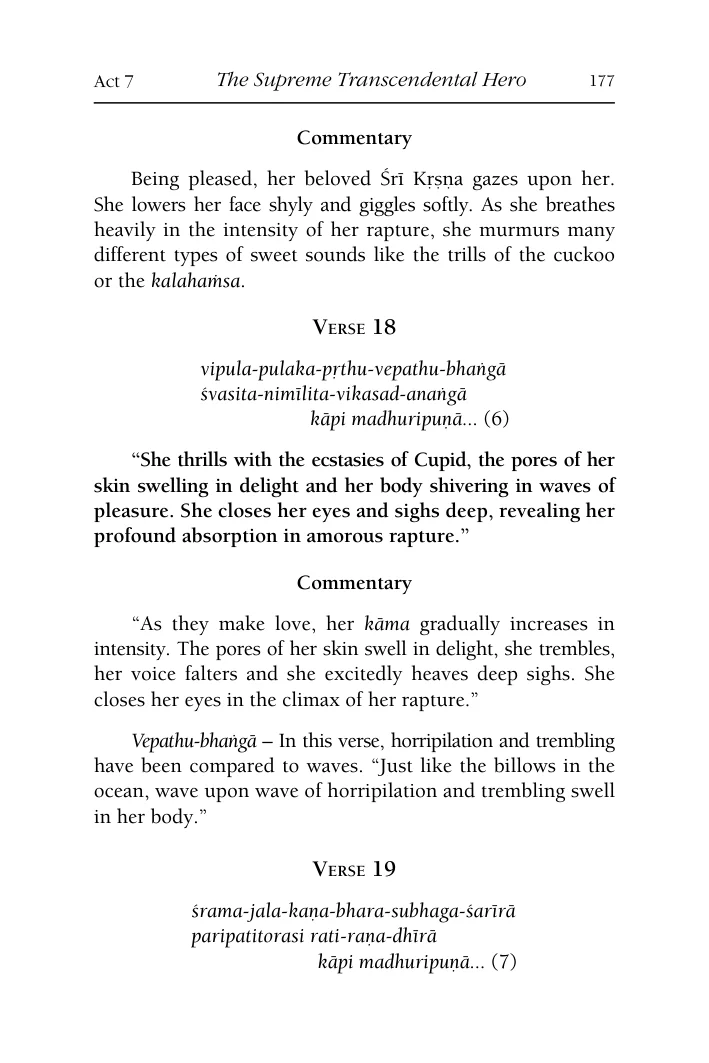 Act 7 The Supreme Transcendental Hero 177
Commentary
Being pleased, her beloved Śrī Kṛṣṇa gazes upon her.
She lowers her face shyly and giggles softly. As she breathes
heavily in the intensity of her rapture, she murmurs many
different types of sweet sounds like the trills of the cuckoo
or the kalahaṁsa.
Verse 18
vipula-pulaka-pṛthu-vepathu-bhaṅgā
śvasita-nimīlita-vikasad-anaṅgā
kāpi madhuripuṇā... (6)
“She thrills with the ecstasies of Cupid, the pores of her
skin swelling in delight and her body shivering in waves of
pleasure. She closes her eyes and sighs deep, revealing her
profound absorption in amorous rapture.”
Commentary
“As they make love, her kāma gradually increases in
intensity. The pores of her skin swell in delight, she trembles,
her voice falters and she excitedly heaves deep sighs. She
closes her eyes in the climax of her rapture.”
Vepathu-bhaṅgā – In this verse, horripilation and trembling
have been compared to waves. “Just like the billows in the
ocean, wave upon wave of horripilation and trembling swell
in her body.”
Verse 19
śrama-jala-kaṇa-bhara-subhaga-śarīrā
paripatitorasi rati-raṇa-dhīrā
kāpi madhuripuṇā... (7)